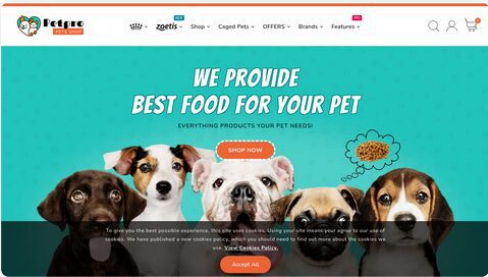 Petpro
PETS SHOP
zoetis
Shop
Caged Pets
OFFERS
Brands
Features
WE PROVIDE
BEST FOOD FOR YOUR PET
EVERYTHING PRODUCTS YOUR PET NEEDS!
SHOP NOW
To give you the best possible experience, this site uses cookies. Using your site means your agree to our use of
cookies. We have published a new cookies policy, which you should need to find out more about the cookies we
use. View Cookies Policy.
Accept All